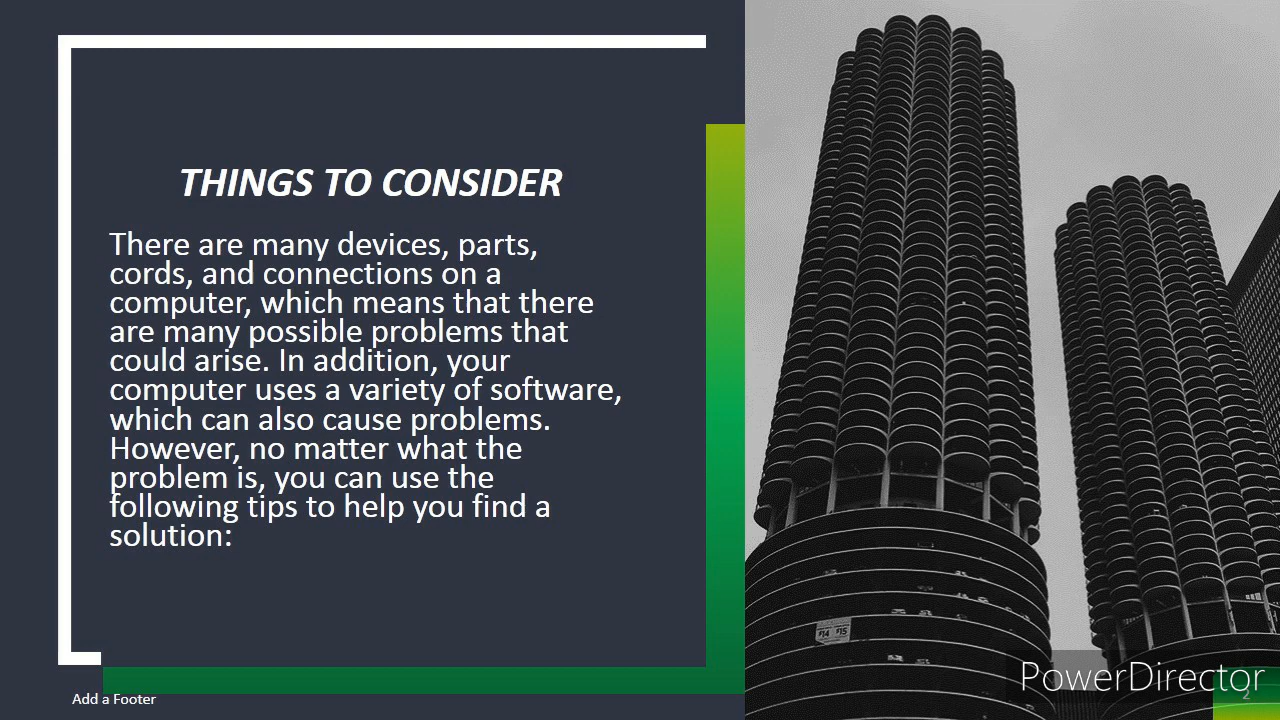 THINGS TO CONSIDER
There are many devices, parts,
cords, and connections on a
computer, which means that there
are many possible problems that
could arise. In addition, your
computer uses a variety of software,
which can also cause problems.
However, no matter what the
problem is, you can use the
following tips to help you find a
solution:
Add a Footer
PowerDirector
2